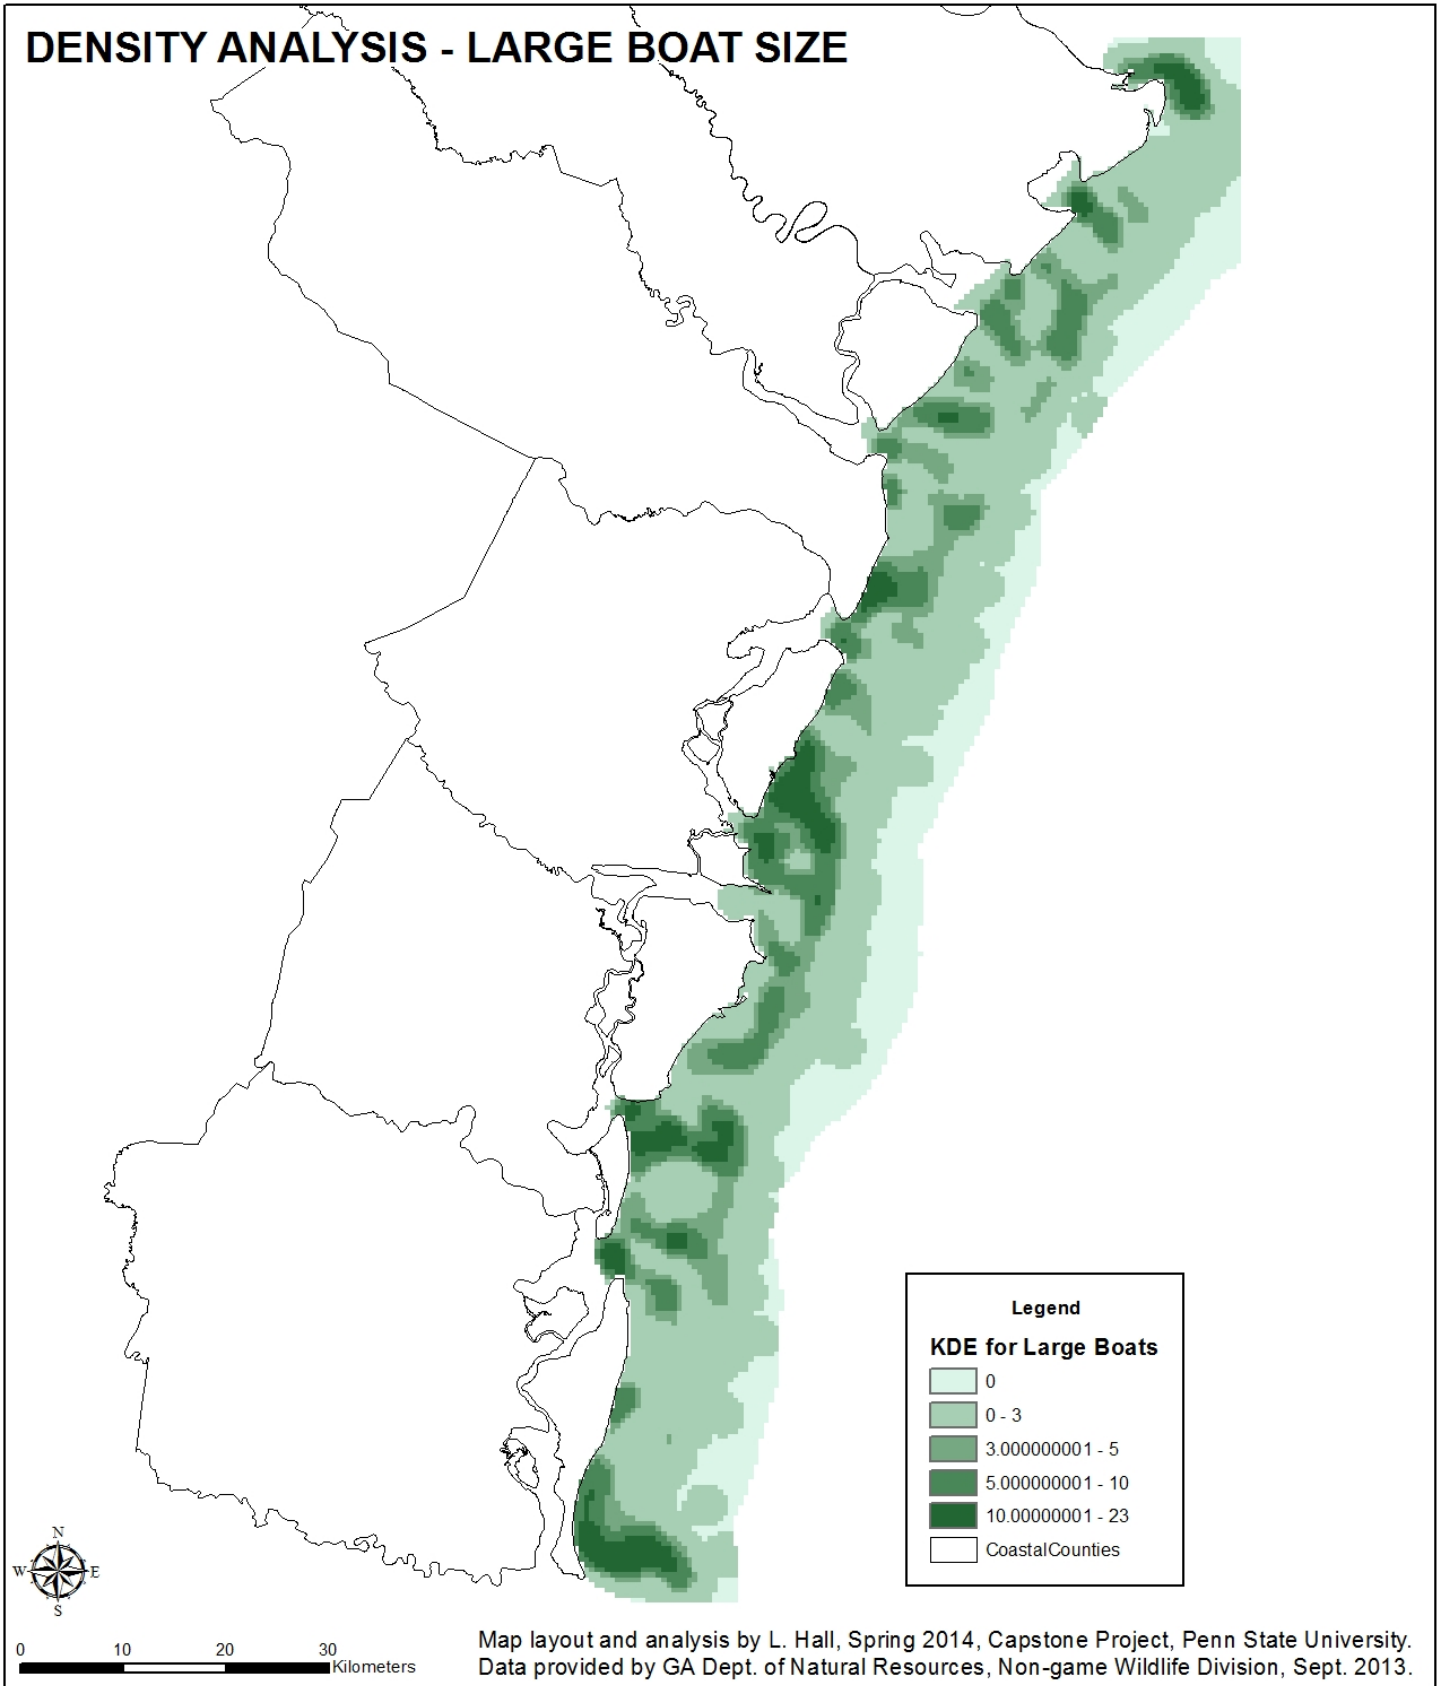 DENSITY ANALYSIS - LARGE BOAT SIZE
Legend
KDE for Large Boats
0
0 - 3
3.000000001 - 5
5.000000001 - 10
10.00000001 - 23
CoastalCounties
N
W E
S
0 10 20 30
Kilometers
Map layout and analysis by L. Hall, Spring 2014, Capstone Project, Penn State University.
Data provided by GA Dept. of Natural Resources, Non-game Wildlife Division, Sept. 2013.